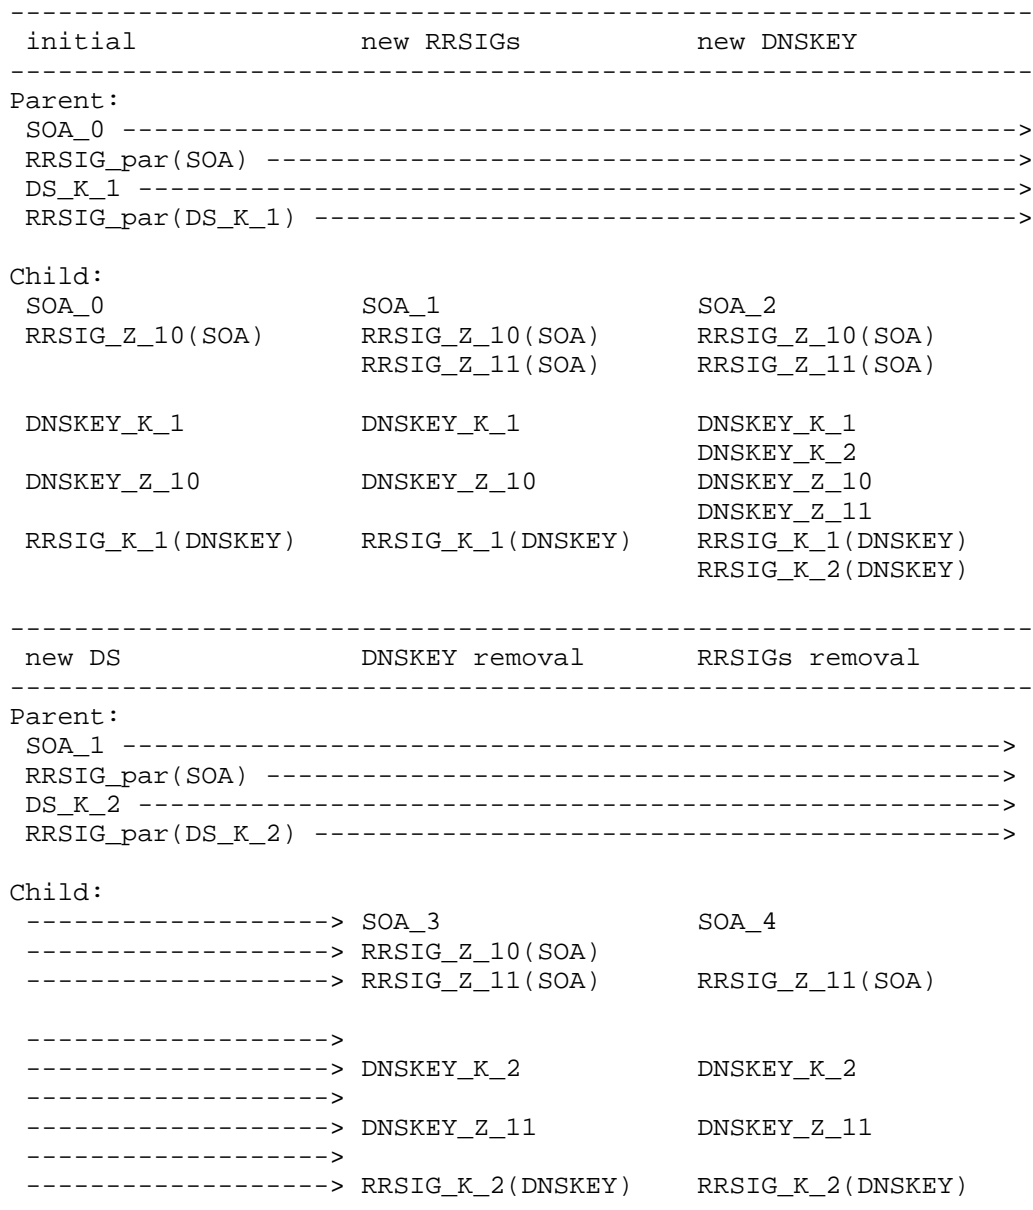 ----------------------------------------------------------------
 initial              new RRSIGs           new DNSKEY
----------------------------------------------------------------
Parent:
 SOA_0 -------------------------------------------------------->
 RRSIG_par(SOA) ----------------------------------------------->
 DS_K_1 ------------------------------------------------------->
 RRSIG_par(DS_K_1) -------------------------------------------->

Child:
 SOA_0                SOA_1                SOA_2
 RRSIG_Z_10(SOA)      RRSIG_Z_10(SOA)      RRSIG_Z_10(SOA)
                      RRSIG_Z_11(SOA)      RRSIG_Z_11(SOA)

 DNSKEY_K_1           DNSKEY_K_1           DNSKEY_K_1
                                           DNSKEY_K_2
 DNSKEY_Z_10          DNSKEY_Z_10          DNSKEY_Z_10
                                           DNSKEY_Z_11
 RRSIG_K_1(DNSKEY)    RRSIG_K_1(DNSKEY)    RRSIG_K_1(DNSKEY)
                                           RRSIG_K_2(DNSKEY)

----------------------------------------------------------------
 new DS               DNSKEY removal       RRSIGs removal
----------------------------------------------------------------
Parent:
 SOA_1 ------------------------------------------------------->
 RRSIG_par(SOA) ---------------------------------------------->
 DS_K_2 ------------------------------------------------------>
 RRSIG_par(DS_K_2) ------------------------------------------->

Child:
 -------------------> SOA_3                SOA_4
 -------------------> RRSIG_Z_10(SOA)
 -------------------> RRSIG_Z_11(SOA)      RRSIG_Z_11(SOA)

 ------------------->
 -------------------> DNSKEY_K_2           DNSKEY_K_2
 ------------------->
 -------------------> DNSKEY_Z_11          DNSKEY_Z_11
 ------------------->
 -------------------> RRSIG_K_2(DNSKEY)    RRSIG_K_2(DNSKEY)